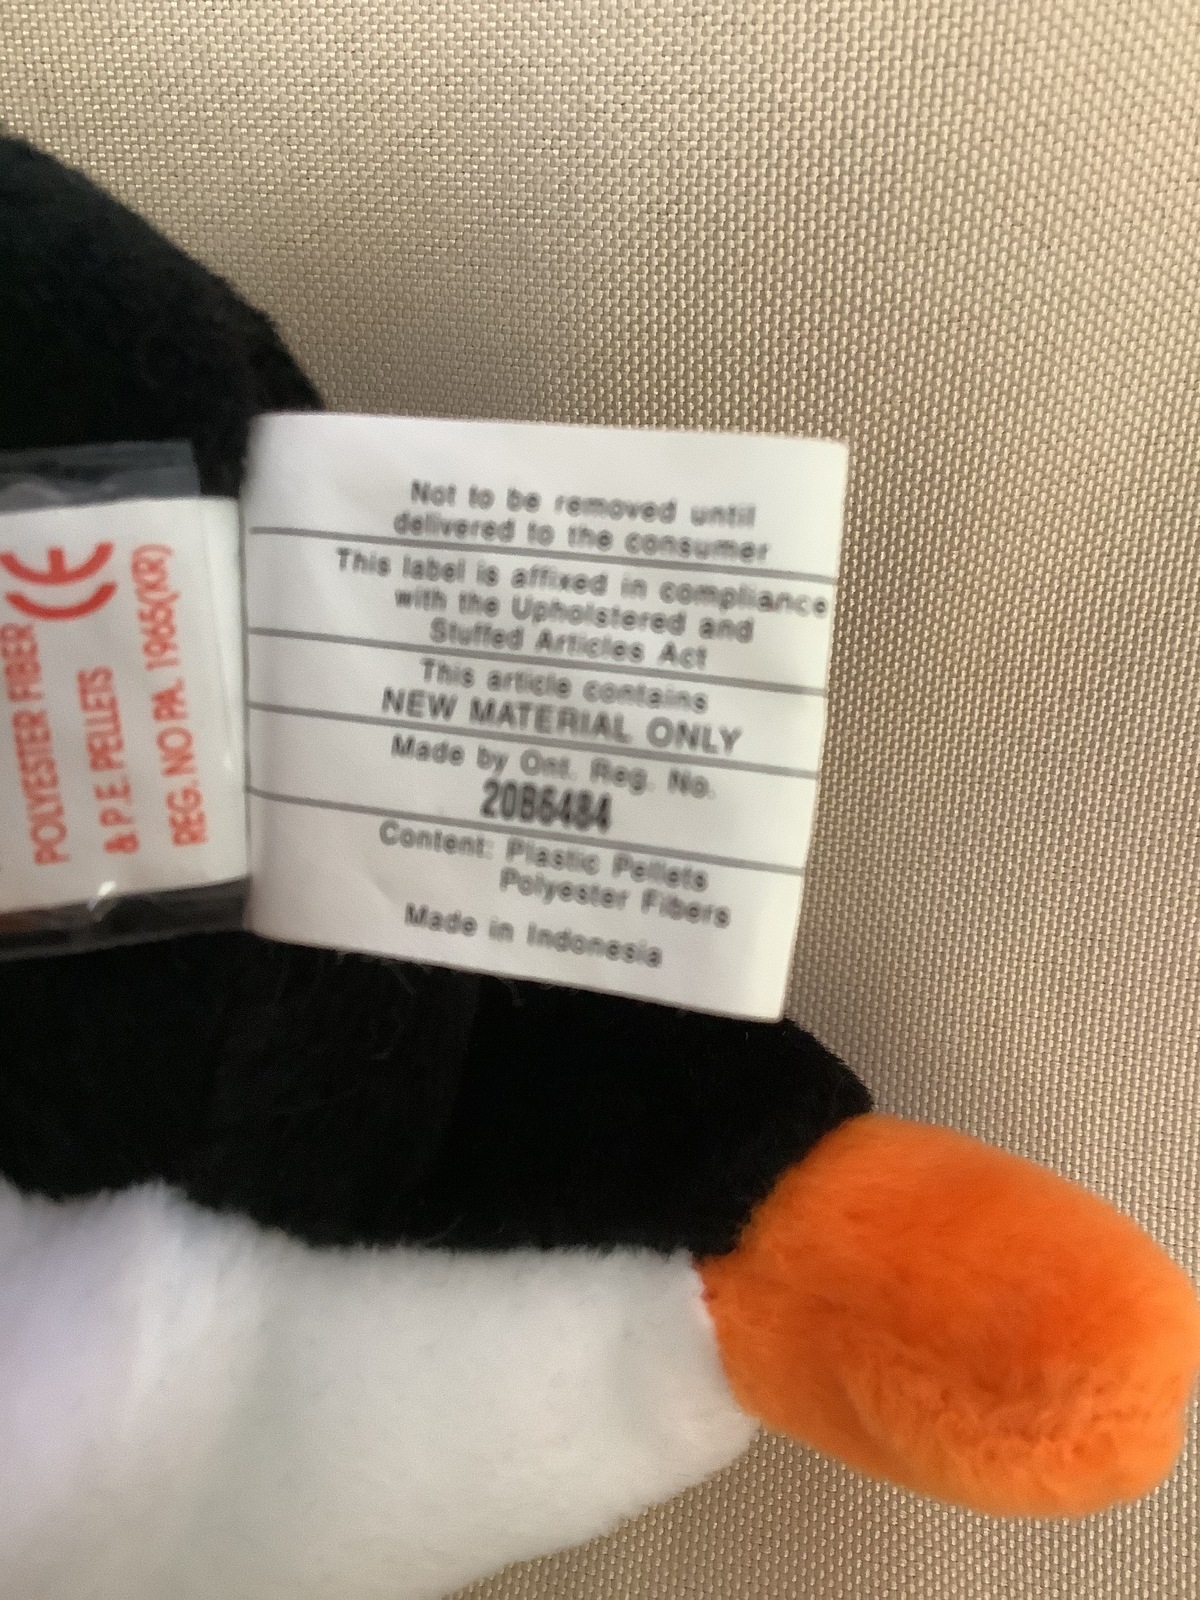 POLYESTER FIBER CE
& P.E. PELLETS
REG. NO PA. 1965(KR)
Not to be removed until
delivered to the consumer
This label is affixed in compliance
with the Upholstered and
Stuffed Articles Act
This article contains
NEW MATERIAL ONLY
Made by Ont. Reg. No.
20B6484
Content: Plastic Pellets
Polyester Fibers
Made in Indonesia